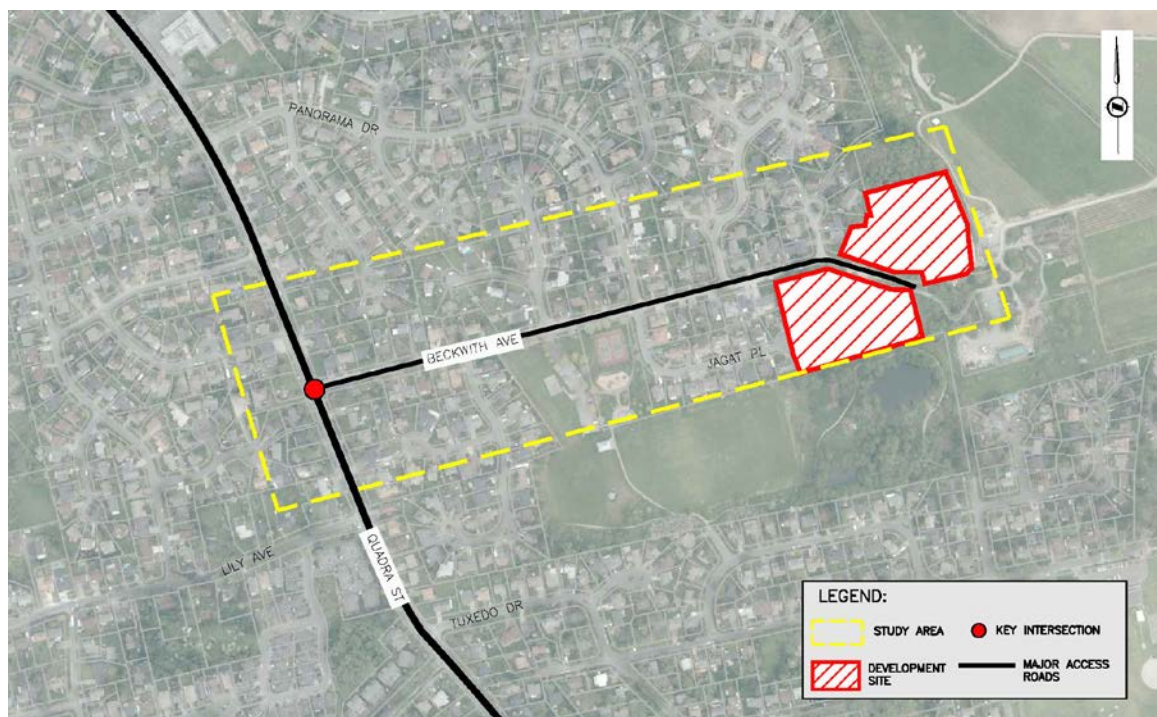 PANORAMA DR
BECKWITH AVE
JAGAT PL
LILY AVE
QUADRA ST
TUXEDO DR
LEGEND:
STUDY AREA
KEY INTERSECTION
DEVELOPMENT
SITE
MAJOR ACCESS
ROADS